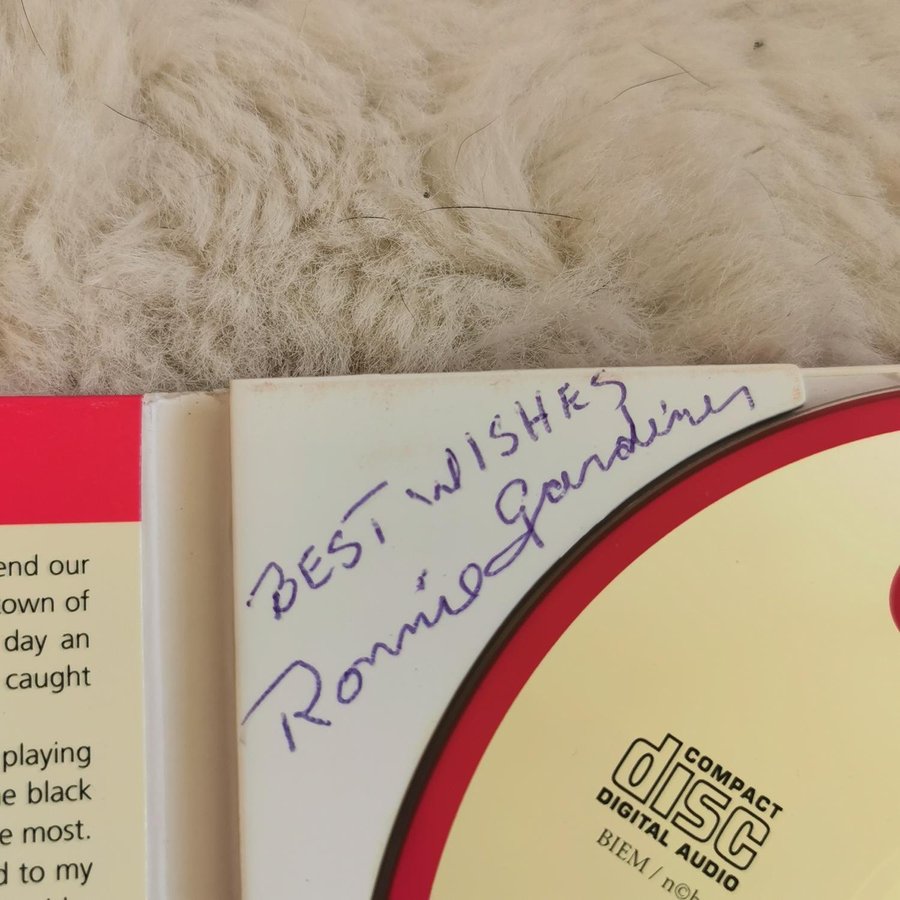 BEST WISHES
Ronnie Gardiner
end our
town of
day an
caught
playing
e black
e most.
d to my
COMPACT
disc
DIGITAL AUDIO
BIEM / n©b